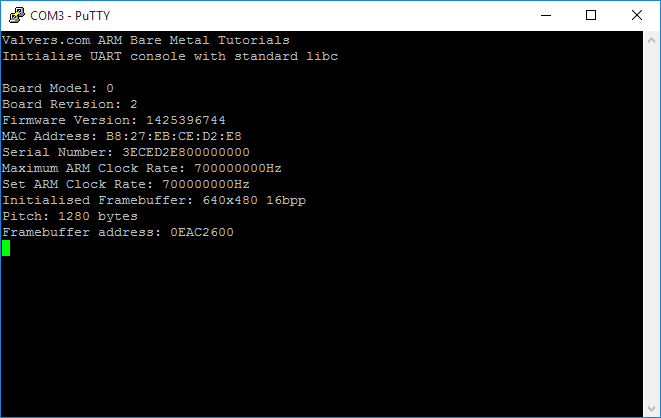 COM3 - PuTTY
Valvers.com ARM Bare Metal Tutorials
Initialise UART console with standard libc
Board Model: 0
Board Revision: 2
Firmware Version: 1425396744
MAC Address: B8:27:EB:CE:D2:E8
Serial Number: 3ECED2E800000000
Maximum ARM Clock Rate: 700000000Hz
Set ARM Clock Rate: 700000000Hz
Initialised Framebuffer: 640x480 16bpp
Pitch: 1280 bytes
Framebuffer address: 0EAC2600